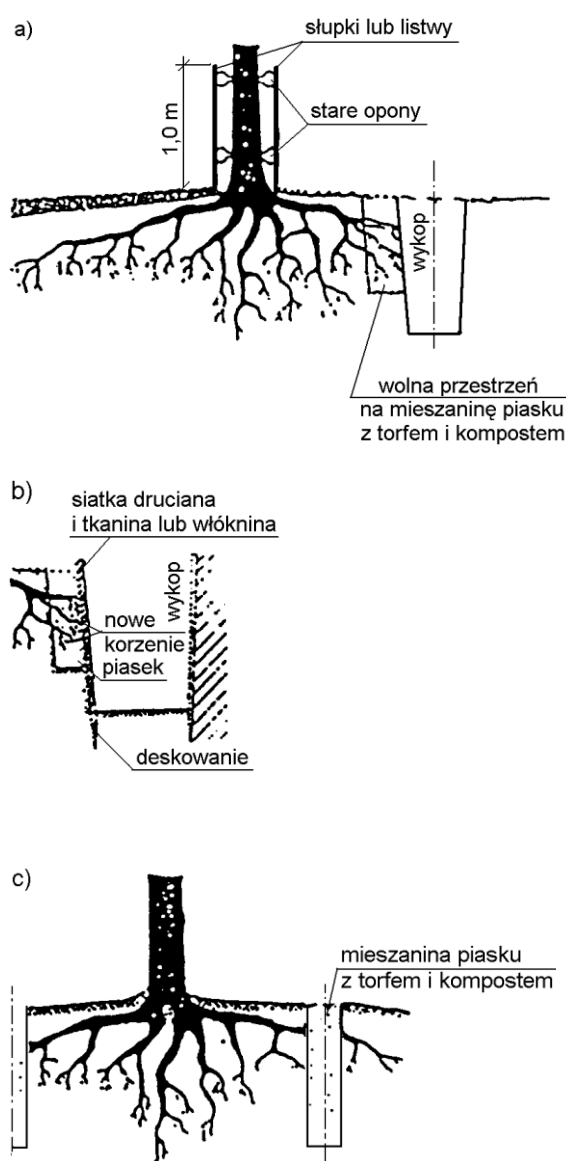 a)
słupki lub listwy
stare opony
1,0 m
wykop
wolna przestrzeń
na mieszaninę piasku
z torfem i kompostem
b)
siatka druciana
i tkanina lub włóknina
wykop
nowe
korzenie
piasek
deskowanie
c)
mieszanina piasku
z torfem i kompostem